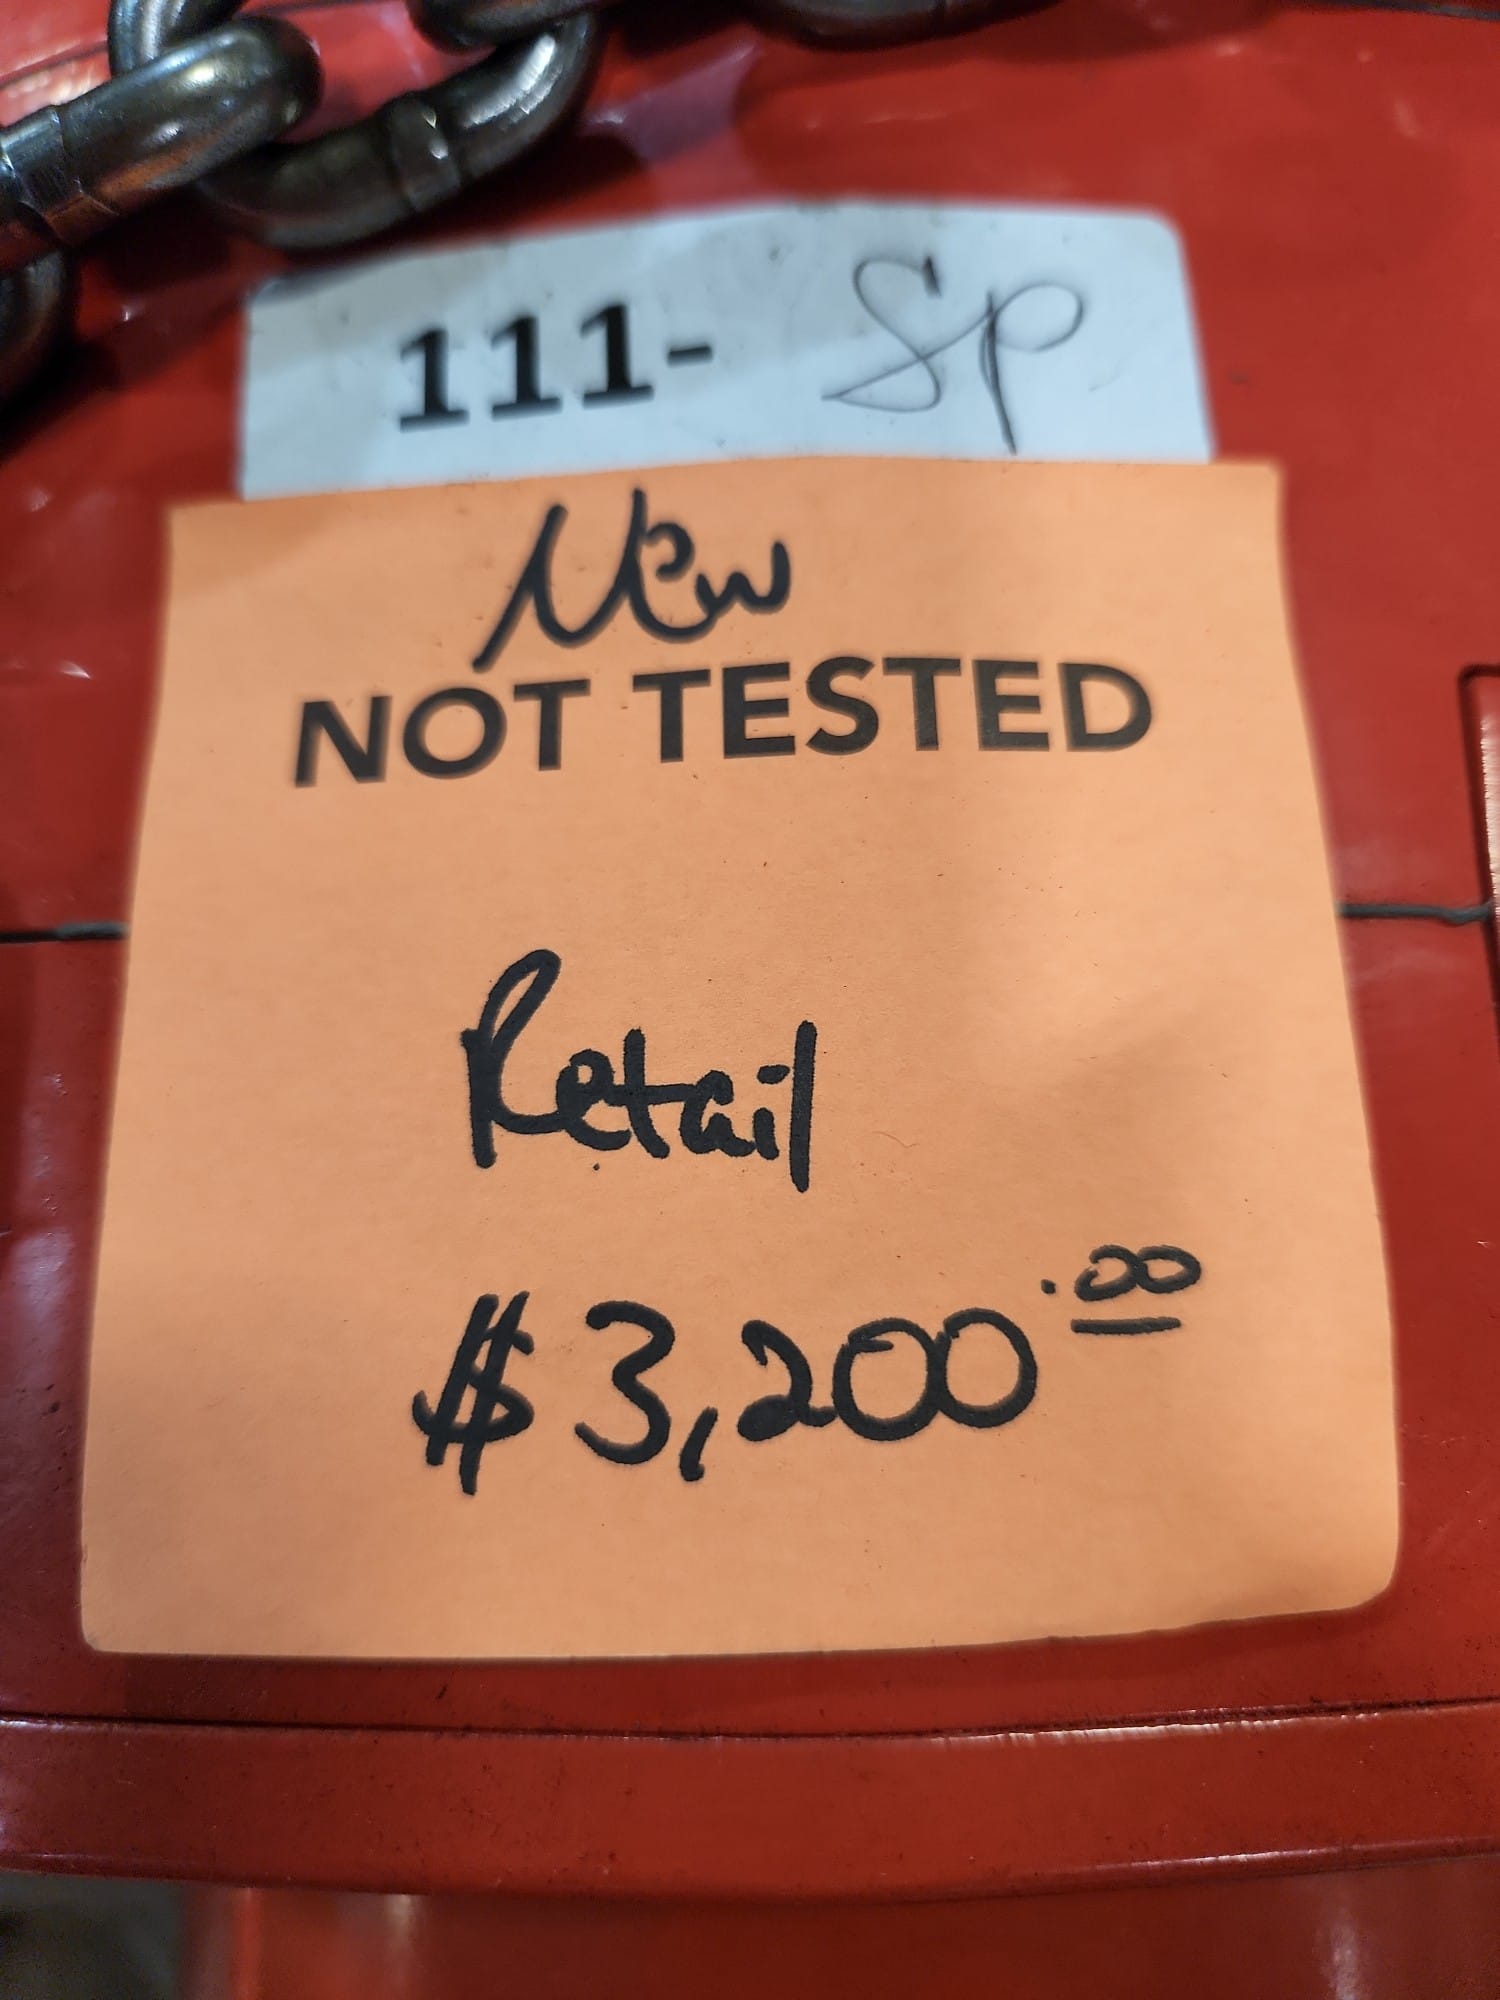 111- SP
New
NOT TESTED
Retail
$3,200.00